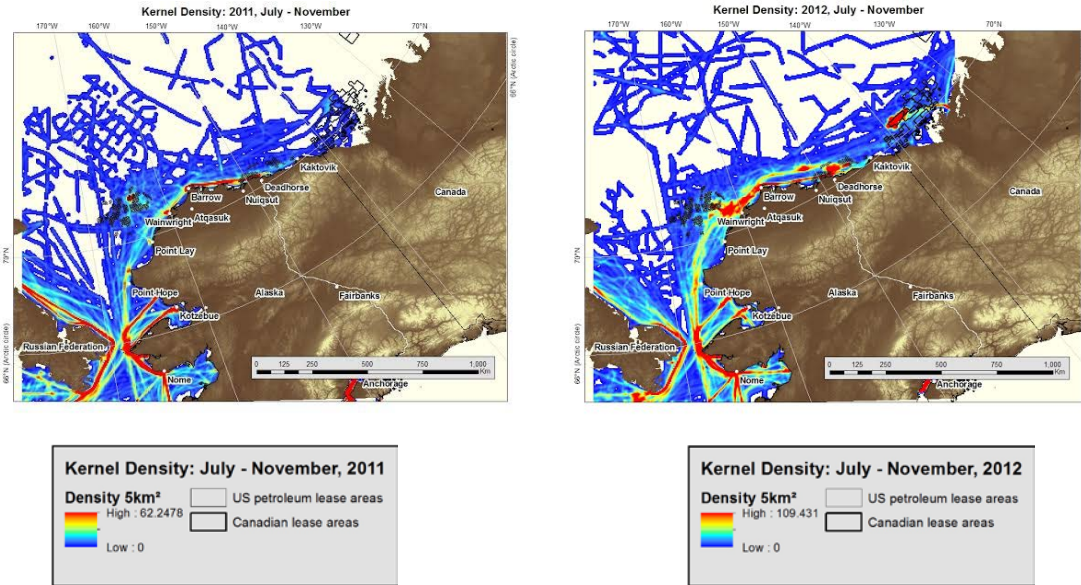 Kernel Density: 2011, July - November
170°W
160°W
150°W
140°W
130°W
70°N
66°N (Arctic circle)
Kaktovik
Deadhorse
Barrow
Nuiqsut
Canada
Atqasuk
Wainwright
Point Lay
70°N
Point Hope
Alaska
Fairbanks
Kotzebue
Russian Federation
66°N (Arctic circle)
0 125 250 500 750 1,000
Km
Nome
Anchorage
Kernel Density: July - November, 2011
Density 5km²
High : 62.2478
Low : 0
US petroleum lease areas
Canadian lease areas
Kernel Density: 2012, July - November
170°W
160°W
150°W
140°W
130°W
70°N
66°N (Arctic circle)
Kaktovik
Deadhorse
Barrow
Nuiqsut
Canada
Atqasuk
Wainwright
Point Lay
70°N
Point Hope
Alaska
Fairbanks
Kotzebue
Russian Federation
66°N (Arctic circle)
0 125 250 500 750 1,000
Km
Nome
Anchorage
Kernel Density: July - November, 2012
Density 5km²
High : 109.431
Low : 0
US petroleum lease areas
Canadian lease areas